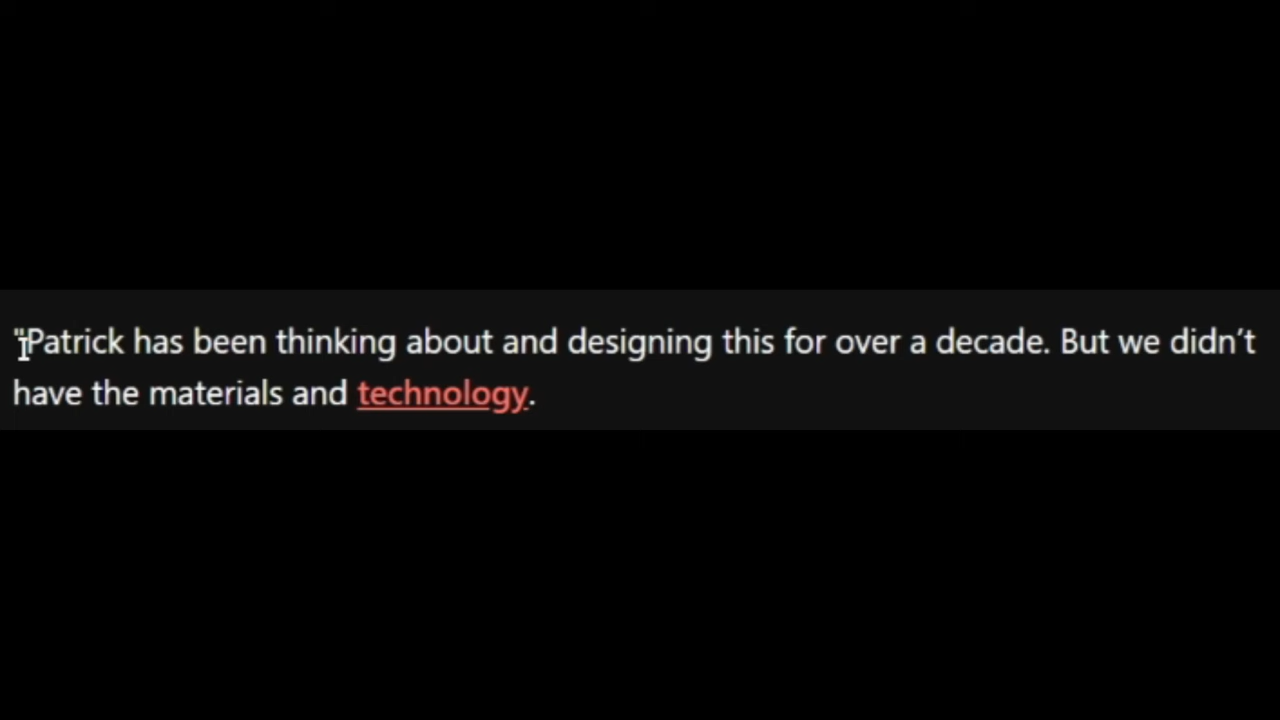 "Patrick has been thinking about and designing this for over a decade. But we didn’t
have the materials and technology.